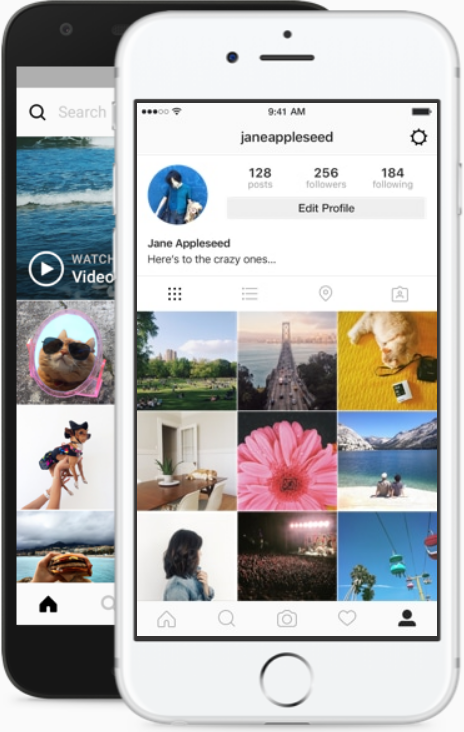 Search
WATCH
Video
9:41 AM
janeappleseed
128 256 184
posts followers following
Edit Profile
Jane Appleseed
Here's to the crazy ones...